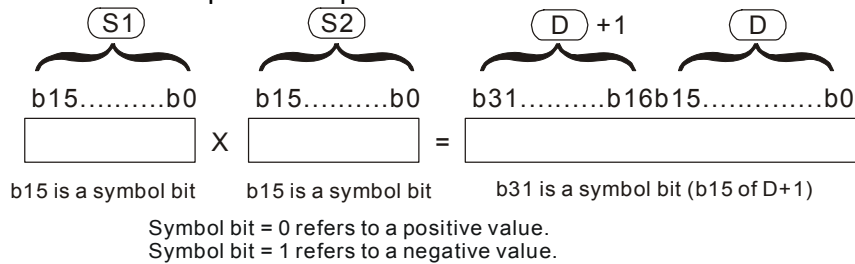 S1 S2 D +1 D
b15..........b0 b15..........b0 b31..........b16b15.............b0
X =
b15 is a symbol bit b15 is a symbol bit b31 is a symbol bit (b15 of D+1)
Symbol bit = 0 refers to a positive value.
Symbol bit = 1 refers to a negative value.